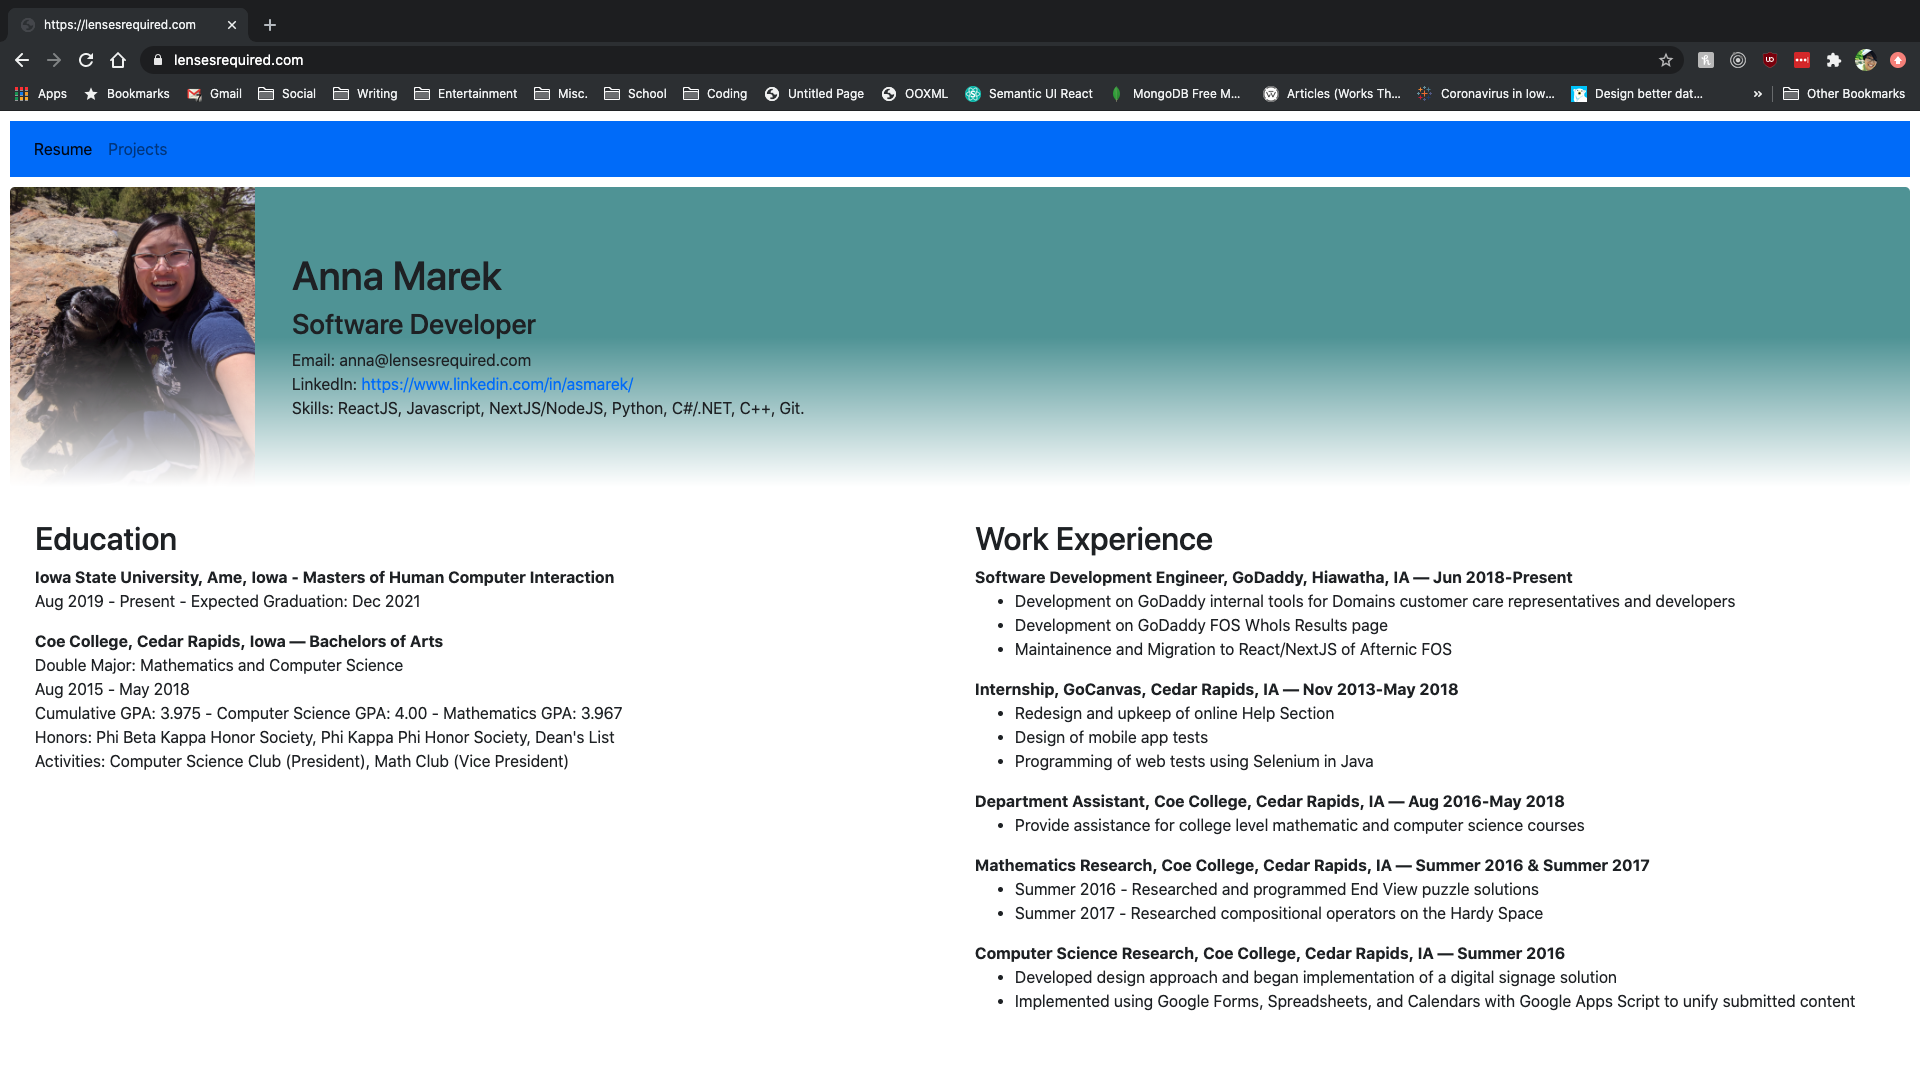 https://lensesrequired.com
lensesrequired.com
Apps Bookmarks Gmail Social Writing Entertainment Misc. School Coding Untitled Page OOXML Semantic UI React MongoDB Free M... Articles (Works Th... Coronavirus in Iow... Design better dat... » Other Bookmarks
Resume Projects
Anna Marek
Software Developer
Email: anna@lensesrequired.com
LinkedIn: https://www.linkedin.com/in/asmarek/
Skills: ReactJS, Javascript, NextJS/NodeJS, Python, C#/.NET, C++, Git.
Education
Iowa State University, Ame, Iowa - Masters of Human Computer Interaction
Aug 2019 - Present - Expected Graduation: Dec 2021
Coe College, Cedar Rapids, Iowa — Bachelors of Arts
Double Major: Mathematics and Computer Science
Aug 2015 - May 2018
Cumulative GPA: 3.975 - Computer Science GPA: 4.00 - Mathematics GPA: 3.967
Honors: Phi Beta Kappa Honor Society, Phi Kappa Phi Honor Society, Dean's List
Activities: Computer Science Club (President), Math Club (Vice President)
Work Experience
Software Development Engineer, GoDaddy, Hiawatha, IA — Jun 2018-Present
• Development on GoDaddy internal tools for Domains customer care representatives and developers
• Development on GoDaddy FOS WhoIs Results page
• Maintainence and Migration to React/NextJS of Afternic FOS
Internship, GoCanvas, Cedar Rapids, IA — Nov 2013-May 2018
• Redesign and upkeep of online Help Section
• Design of mobile app tests
• Programming of web tests using Selenium in Java
Department Assistant, Coe College, Cedar Rapids, IA — Aug 2016-May 2018
• Provide assistance for college level mathematic and computer science courses
Mathematics Research, Coe College, Cedar Rapids, IA — Summer 2016 & Summer 2017
• Summer 2016 - Researched and programmed End View puzzle solutions
• Summer 2017 - Researched compositional operators on the Hardy Space
Computer Science Research, Coe College, Cedar Rapids, IA — Summer 2016
• Developed design approach and began implementation of a digital signage solution
• Implemented using Google Forms, Spreadsheets, and Calendars with Google Apps Script to unify submitted content